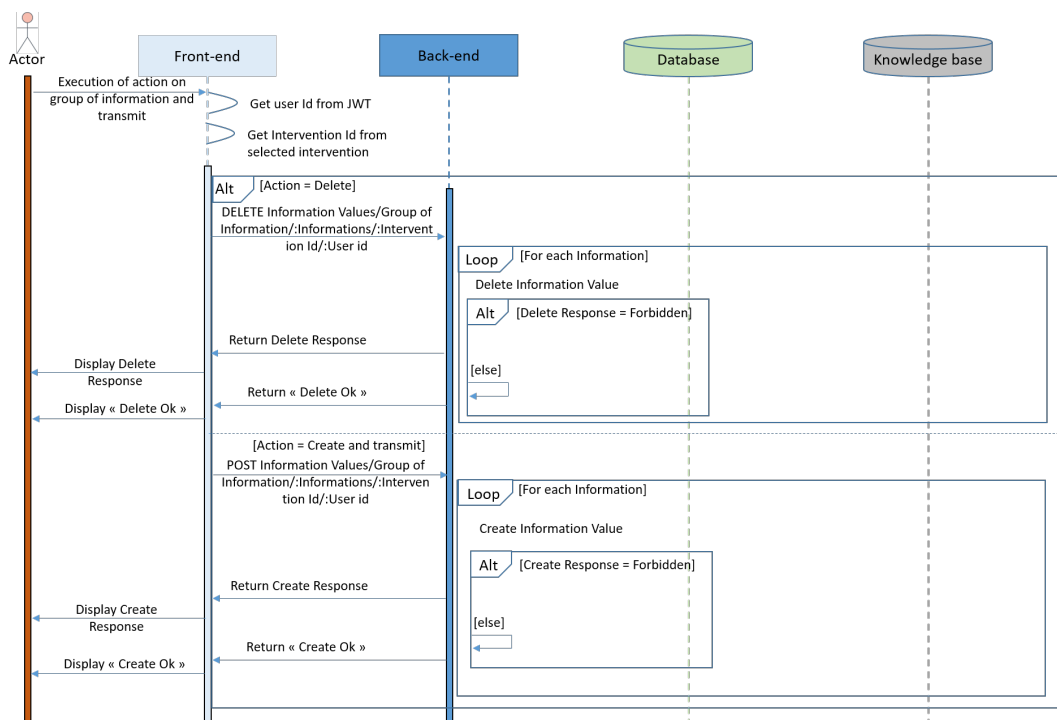 Actor
Front-end
Back-end
Database
Knowledge base
Execution of action on
group of information and
transmit
Get user Id from JWT
Get Intervention Id from
selected intervention
Alt
[Action = Delete]
DELETE Information Values/Group of
Information/:Informations/:Intervent
ion Id/:User id
Loop
[For each Information]
Delete Information Value
Alt
[Delete Response = Forbidden]
Return Delete Response
Display Delete
Response
[else]
Return « Delete Ok »
Display « Delete Ok »
[Action = Create and transmit]
POST Information Values/Group of
Information/:Informations/:Interven
tion Id/:User id
Loop
[For each Information]
Create Information Value
Alt
[Create Response = Forbidden]
Return Create Response
Display Create
Response
[else]
Return « Create Ok »
Display « Create Ok »